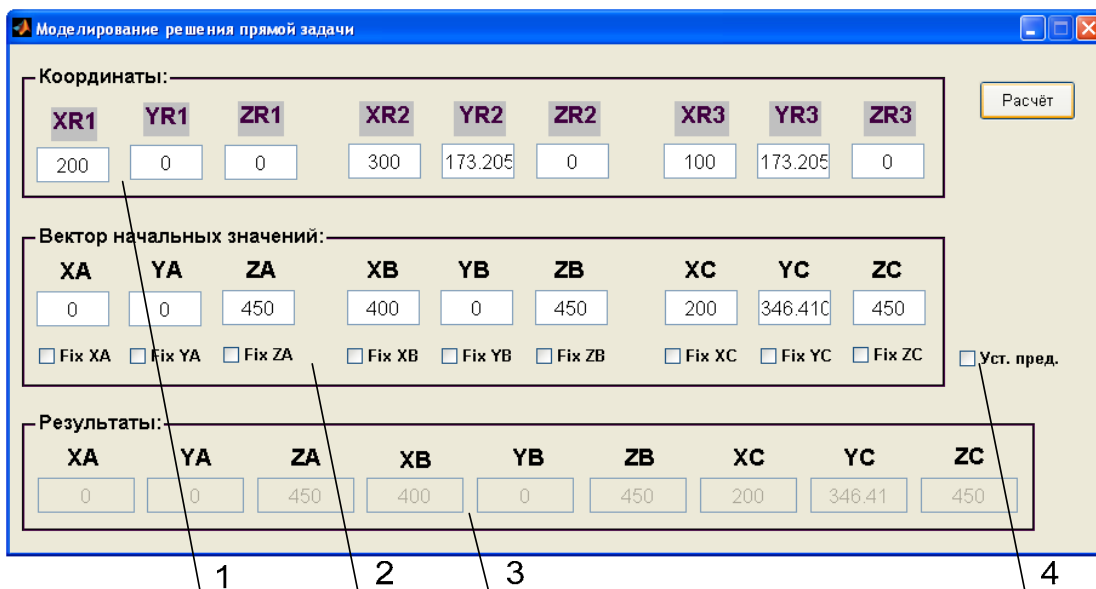 Моделирование решения прямой задачи
Координаты:
Расчёт
XR1 YR1 ZR1 XR2 YR2 ZR2 XR3 YR3 ZR3
200 0 0 300 173.205 0 100 173.205 0
Вектор начальных значений:
XA YA ZA XB YB ZB XC YC ZC
0 0 450 400 0 450 200 346.410 450
Fix XA Fix YA Fix ZA Fix XB Fix YB Fix ZB Fix XC Fix YC Fix ZC Уст. пред.
Результаты:
XA YA ZA XB YB ZB XC YC ZC
0 0 450 400 0 450 200 346.41 450
1 2 3 4